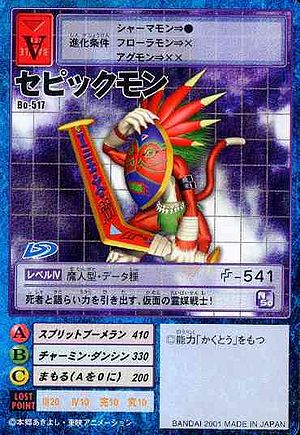 シャーマモン⇒●
進化条件 フローラモン⇒×
アグモン⇒××
セピックモン
Bo-517
レベルⅣ 魔人型・データ種 541
死者と語らい力を引き出す、仮面の霊媒戦士!
A スプリットブーメラン 410
B チャーミン・ダンシン 330
C まもる(Aを0に) 200
◎能力「かくとう」をもつ
LOST POINT Ⅲ20 Ⅳ10 完10 究10
©本郷あきよし・東映アニメーション
BANDAI 2001 MADE IN JAPAN